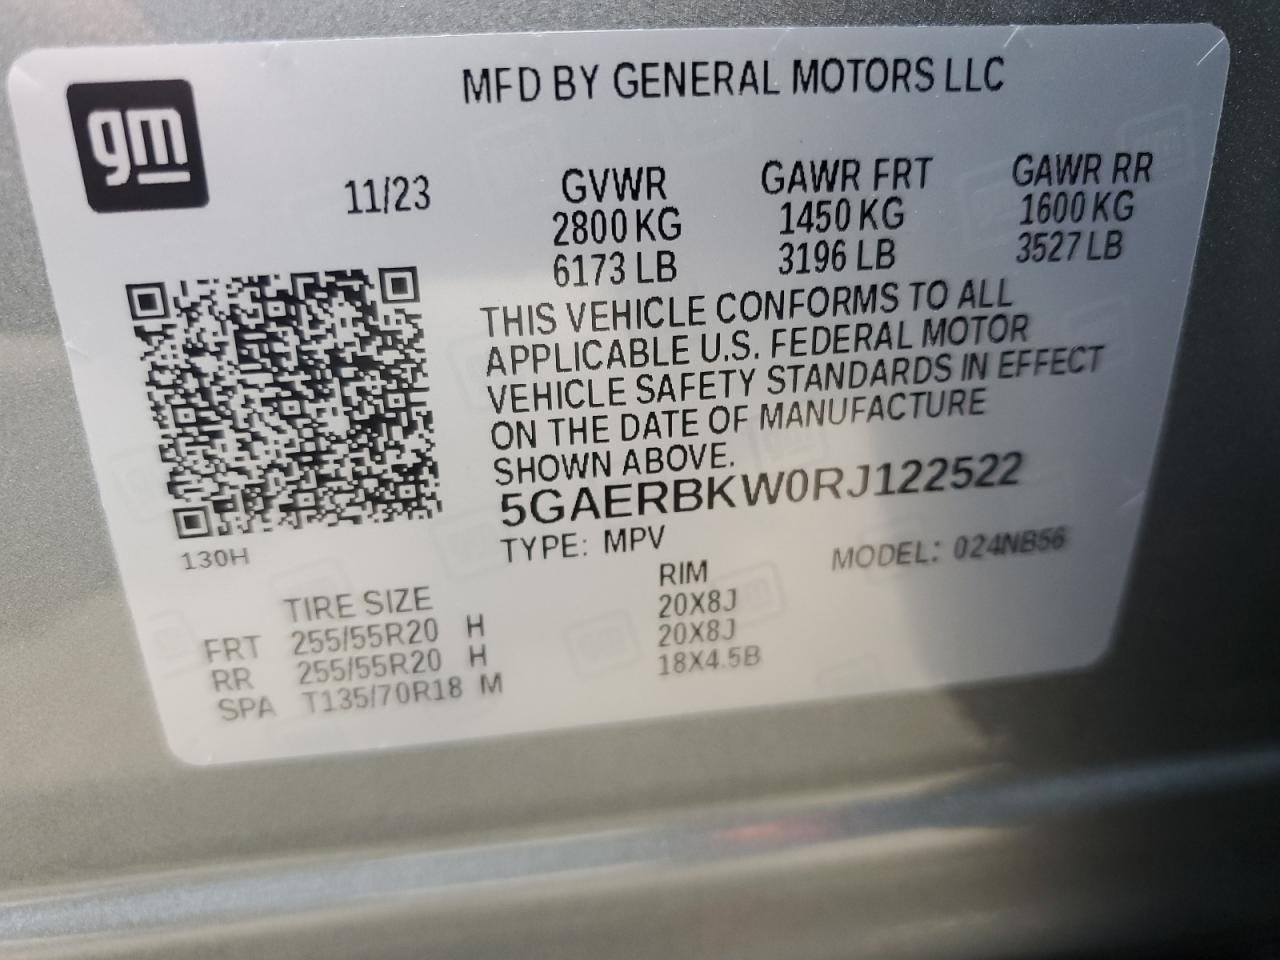 MFD BY GENERAL MOTORS LLC
gm
11/23
GVWR GAWR FRT GAWR RR
2800 KG 1450 KG 1600 KG
6173 LB 3196 LB 3527 LB
THIS VEHICLE CONFORMS TO ALL
APPLICABLE U.S. FEDERAL MOTOR
VEHICLE SAFETY STANDARDS IN EFFECT
ON THE DATE OF MANUFACTURE
SHOWN ABOVE.
5GAERBKW0RJ122522
130H
TYPE: MPV MODEL: 024NB56
TIRE SIZE RIM
FRT 255/55R20 H 20X8J
RR 255/55R20 H 20X8J
SPA T135/70R18 M 18X4.5B